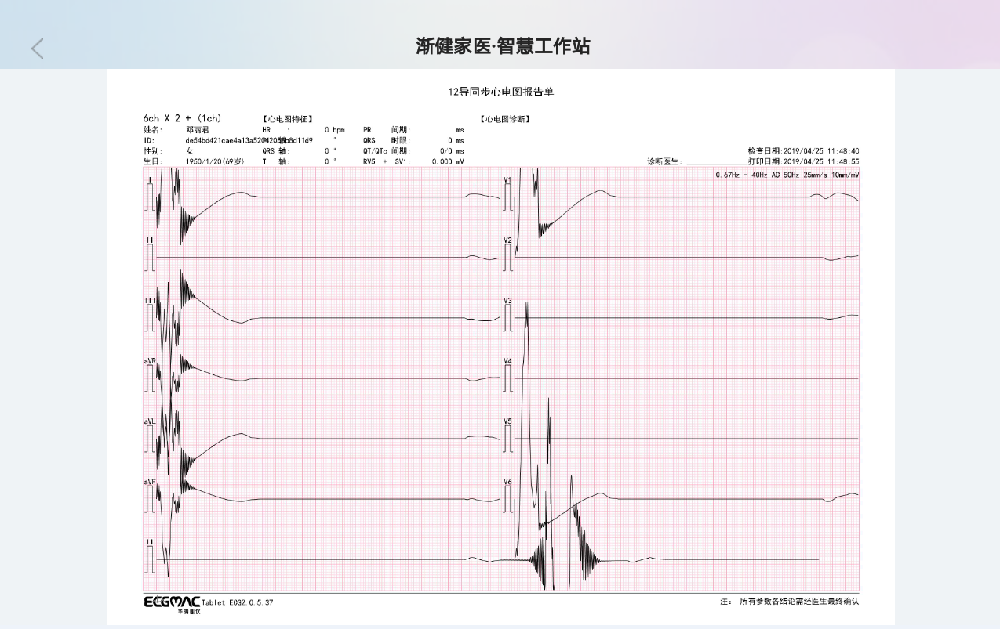 渐健家医·智慧工作站
12导同步心电图报告单
6ch X 2 + (1ch) 【心电图特征】 【心电图诊断】
姓名: 邓丽君 HR : 0 bpm PR 间期: ms
ID: ° QRS 时限: 0 ms
性别: 女 QRS 轴: 0 ° QT/QTc 间期: 0/0 ms 检查日期:2019/04/25 11:48:40
生日: 1950/1/20(69岁) T 轴: 0 ° RV5 + SV1: 0.000 mV 诊断医生: 打印日期:2019/04/25 11:48:55
0.67Hz - 40Hz AC 50Hz 25mm/s 10mm/mV
I V1
II V2
III V3
aVR V4
aVL V5
aVF V6
II
ECGMAC Tablet ECG2.0.5.37 注: 所有参数各结论需经医生最终确认